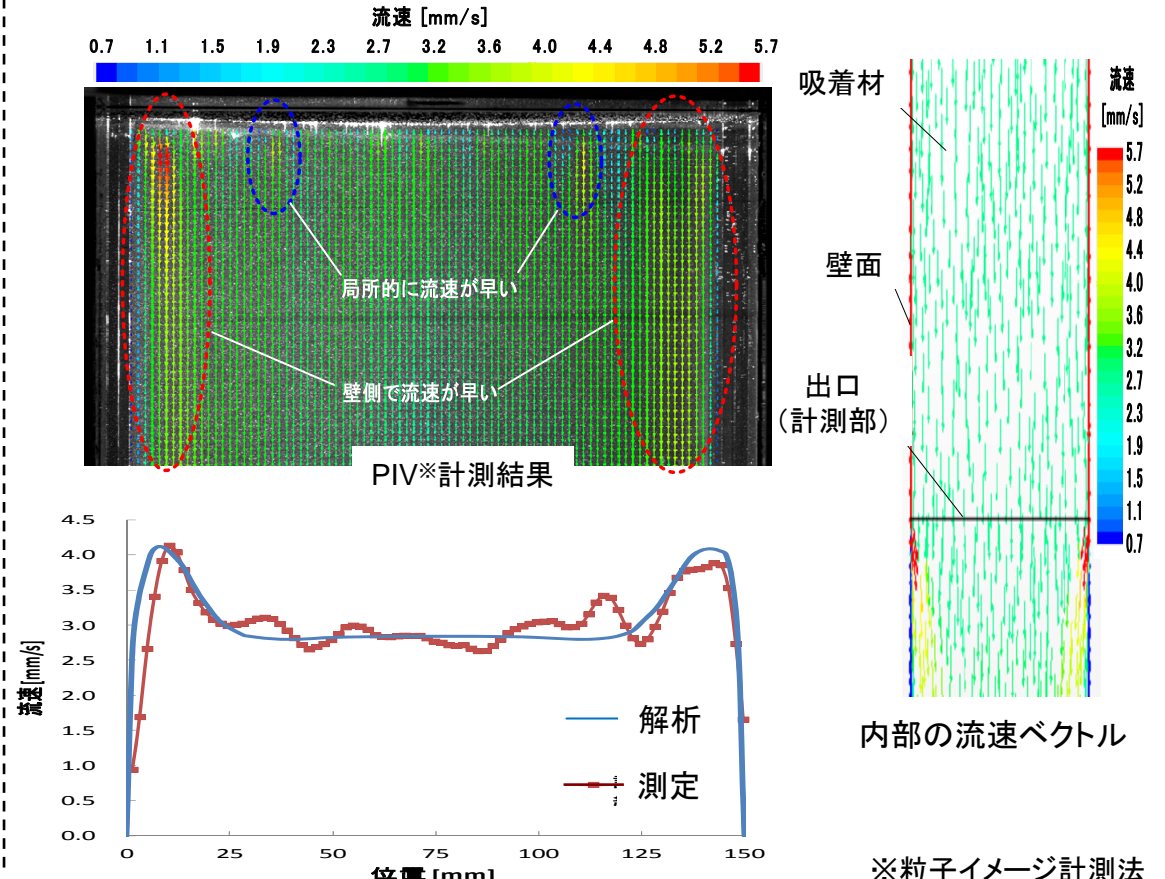 流速 [mm/s]
0.7 1.1 1.5 1.9 2.3 2.7 3.2 3.6 4.0 4.4 4.8 5.2 5.7
局所的に流速が早い
壁側で流速が早い
PIV※計測結果
4.5
4.0
3.5
3.0
2.5
2.0
1.5
1.0
0.5
0.0
流速[mm/s]
解析
測定
0 25 50 75 100 125 150
[mm]
吸着材
壁面
出口
(計測部)
流速
[mm/s]
5.7
5.2
4.8
4.4
4.0
3.6
3.2
2.7
2.3
1.9
1.5
1.1
0.7
内部の流速ベクトル
※粒子イメージ計測法